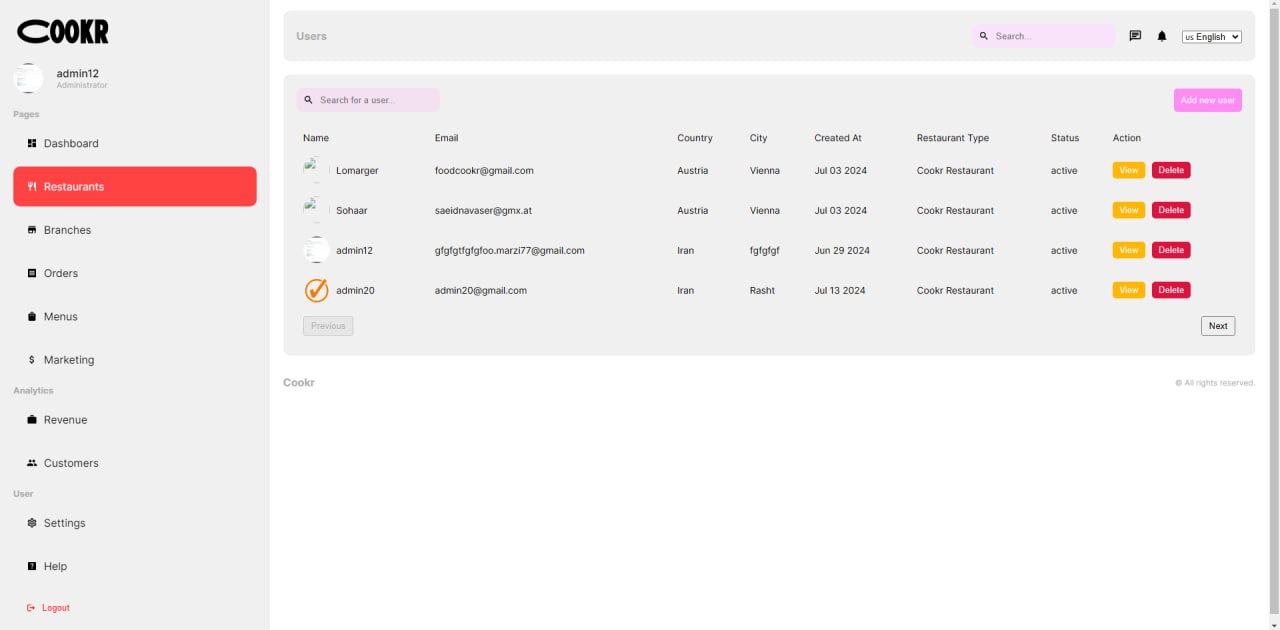 COOKR
admin12
Administrator
Pages
Dashboard
Restaurants
Branches
Orders
Menus
$ Marketing
Analytics
Revenue
Customers
User
Settings
Help
Logout
Users
Search...
us English
Search for a user...
Add new user
Name Email Country City Created At Restaurant Type Status Action
Lomarger foodcookr@gmail.com Austria Vienna Jul 03 2024 Cookr Restaurant active View Delete
Sohaar saeidnavaser@gmx.at Austria Vienna Jul 03 2024 Cookr Restaurant active View Delete
admin12 gfgfgtfgfgfoo.marzi77@gmail.com Iran fgfgfgf Jun 29 2024 Cookr Restaurant active View Delete
admin20 admin20@gmail.com Iran Rasht Jul 13 2024 Cookr Restaurant active View Delete
Previous Next
Cookr © All rights reserved.